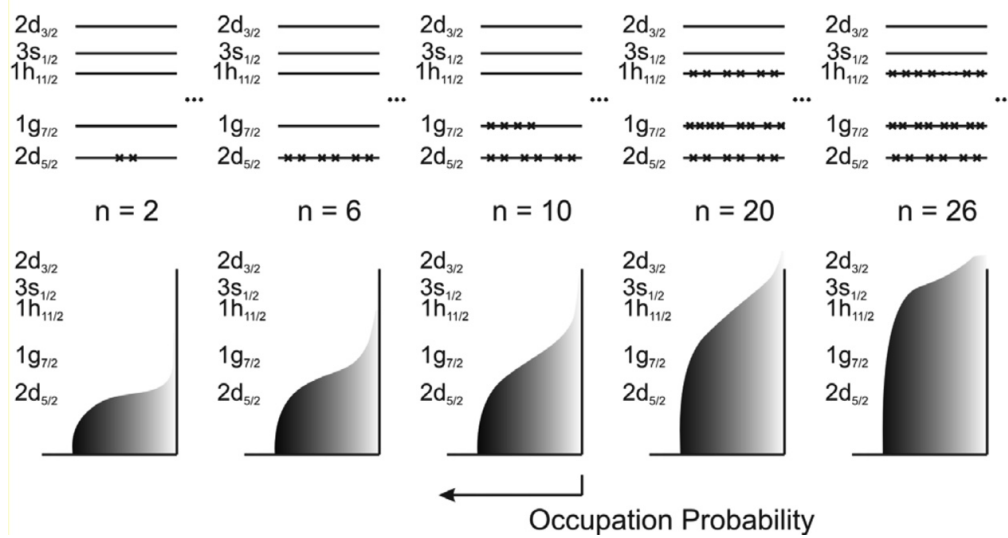 2d₃/₂ 2d₃/₂ 2d₃/₂ 2d₃/₂ 2d₃/₂
3s₁/₂ 3s₁/₂ 3s₁/₂ 3s₁/₂ 3s₁/₂
1h₁₁/₂ 1h₁₁/₂ 1h₁₁/₂ 1h₁₁/₂ 1h₁₁/₂
... ... ... ... ...
1g₇/₂ 1g₇/₂ 1g₇/₂ 1g₇/₂ 1g₇/₂
2d₅/₂ 2d₅/₂ 2d₅/₂ 2d₅/₂ 2d₅/₂
n = 2 n = 6 n = 10 n = 20 n = 26
2d₃/₂ 2d₃/₂ 2d₃/₂ 2d₃/₂ 2d₃/₂
3s₁/₂ 3s₁/₂ 3s₁/₂ 3s₁/₂ 3s₁/₂
1h₁₁/₂ 1h₁₁/₂ 1h₁₁/₂ 1h₁₁/₂ 1h₁₁/₂
1g₇/₂ 1g₇/₂ 1g₇/₂ 1g₇/₂ 1g₇/₂
2d₅/₂ 2d₅/₂ 2d₅/₂ 2d₅/₂ 2d₅/₂
Occupation Probability